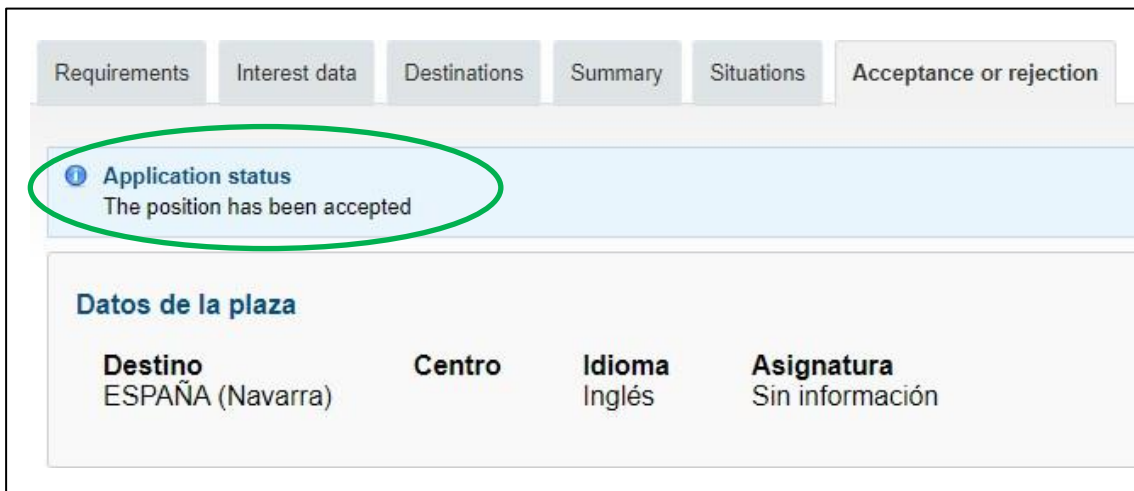 Requirements Interest data Destinations Summary Situations Acceptance or rejection
Application status
The position has been accepted
Datos de la plaza
Destino Centro Idioma Asignatura
ESPAÑA (Navarra) Inglés Sin información